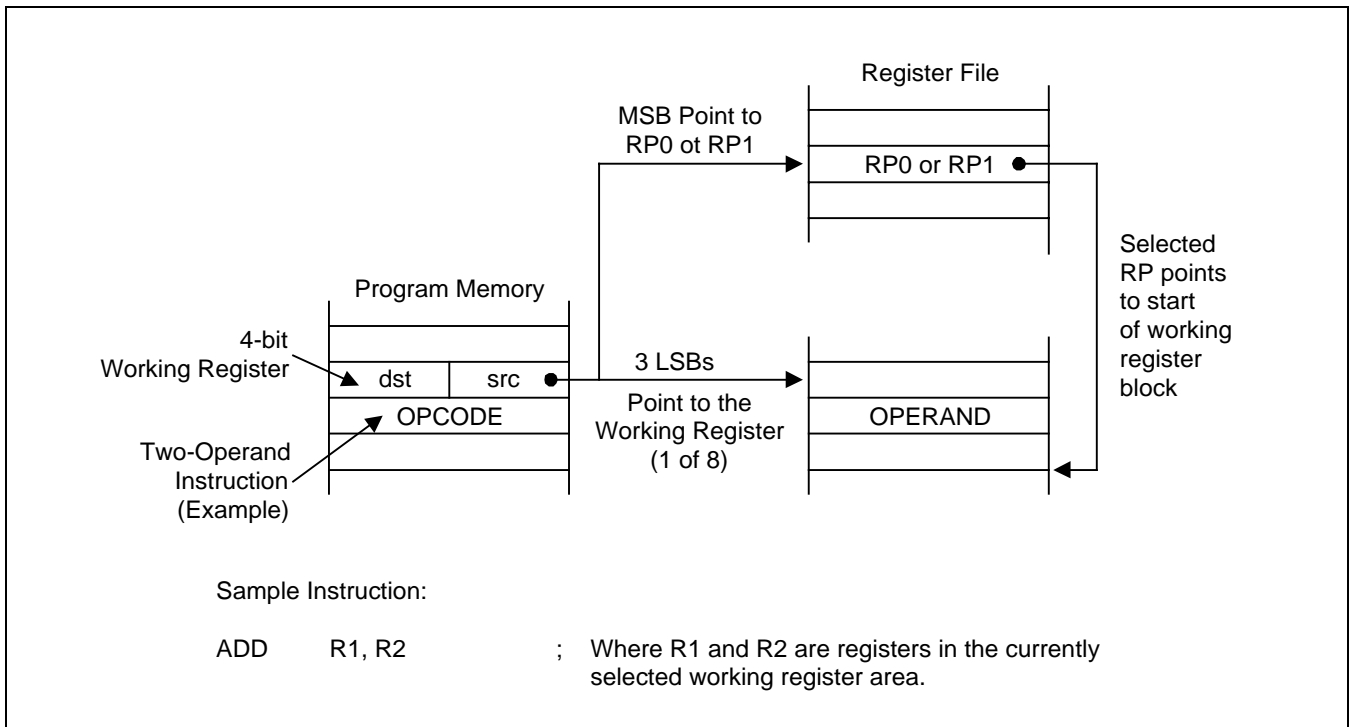 Register File
MSB Point to
RP0 ot RP1
RP0 or RP1
Selected
RP points
to start
of working
register
block
Program Memory
4-bit
Working Register
dst src
3 LSBs
OPCODE
Point to the
Working Register
(1 of 8)
OPERAND
Two-Operand
Instruction
(Example)
Sample Instruction:
ADD R1, R2 ; Where R1 and R2 are registers in the currently
selected working register area.